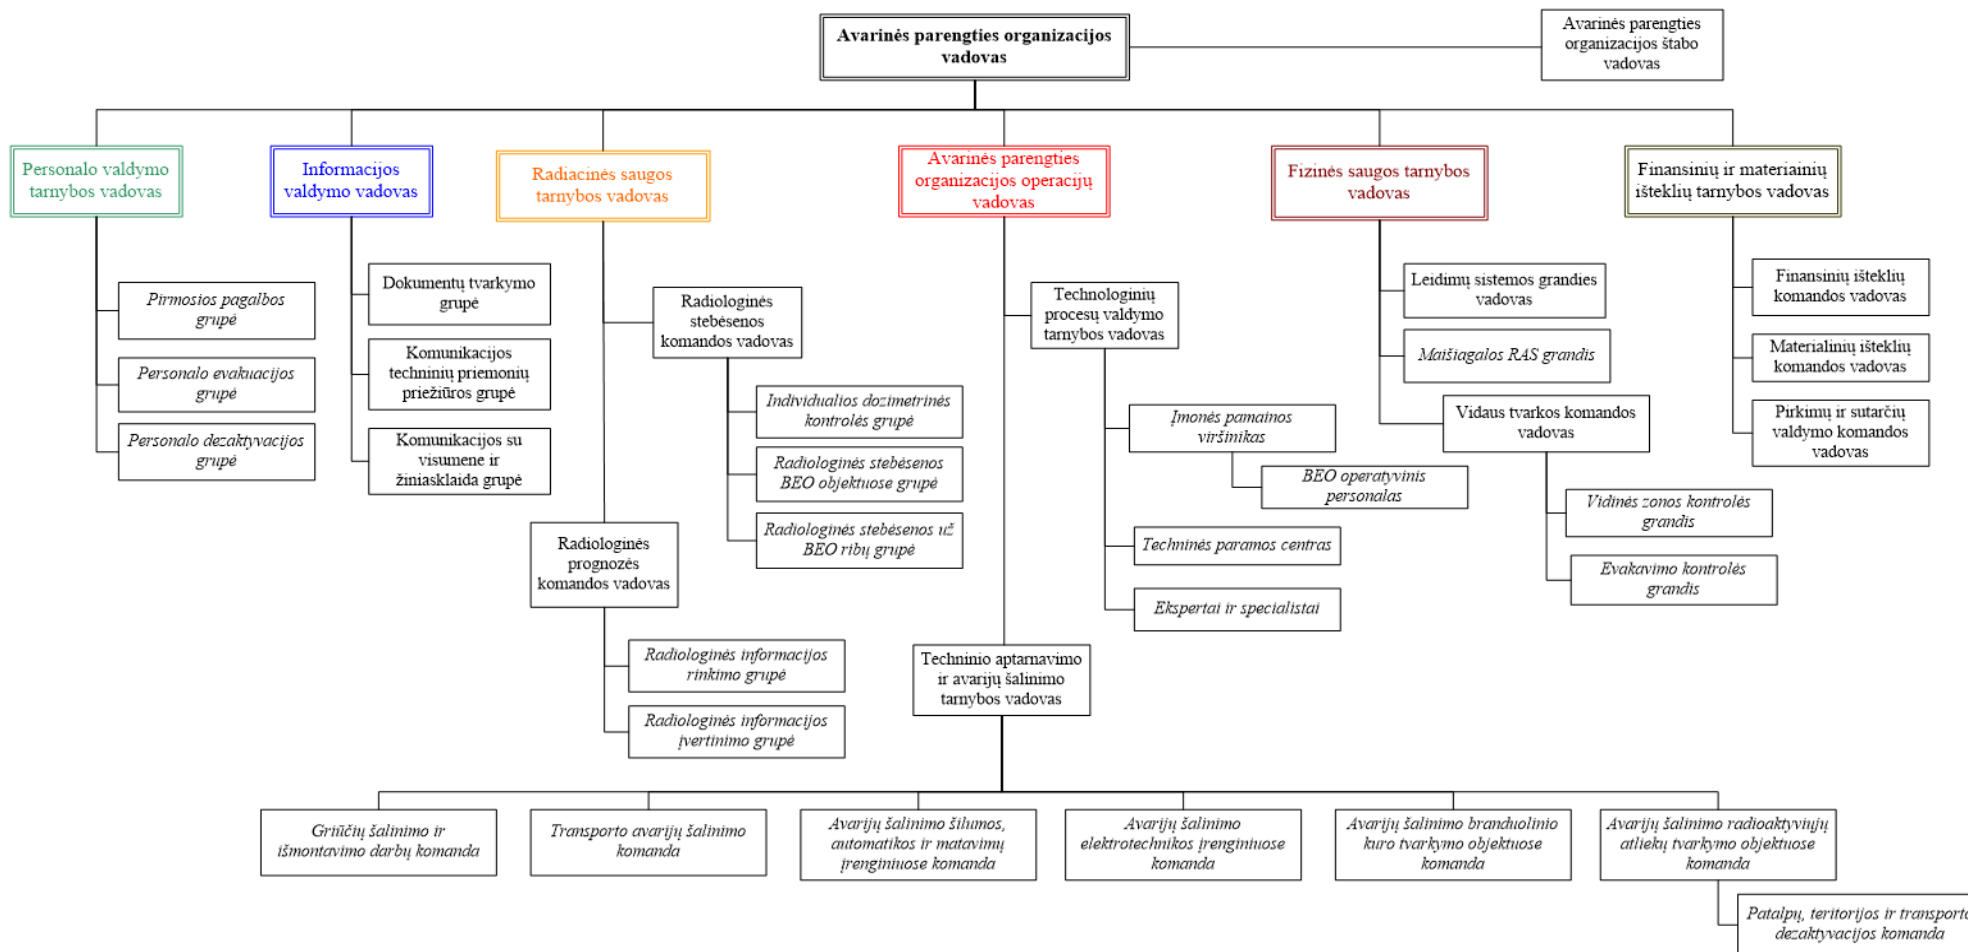 Avarinės parengties organizacijos
vadovas
Avarinės parengties
organizacijos štabo
vadovas
Personalo valdymo
tarnybos vadovas
Informacijos
valdymo vadovas
Radiacinės saugos
tarnybos vadovas
Avarinės parengties
organizacijos operacijų
vadovas
Fizinės saugos tarnybos
vadovas
Finansinių ir materiainių
išteklių tarnybos vadovas
Pirmosios pagalbos
grupė
Personalo evakuacijos
grupė
Personalo dezaktyvacijos
grupė
Dokumentų tvarkymo
grupė
Komunikacijos
techninių priemonių
priežiūros grupė
Komunikacijos su
visumene ir
žiniasklaida grupė
Radiologinės
stebėsenos
komandos vadovas
Individualios dozimetrinės
kontrolės grupė
Radiologinės stebėsenos
BEO objektuose grupė
Radiologinės stebėsenos už
BEO ribų grupė
Radiologinės
prognozės
komandos vadovas
Radiologinės informacijos
rinkimo grupė
Radiologinės informacijos
įvertinimo grupė
Technologinių
procesų valdymo
tarnybos vadovas
Įmonės pamainos
viršinikas
BEO operatyvinis
personalas
Techninės paramos centras
Ekspertai ir specialistai
Techninio aptarnavimo
ir avarijų šalinimo
tarnybos vadovas
Leidimų sistemos grandies
vadovas
Maišiagalos RAS grandis
Vidaus tvarkos komandos
vadovas
Vidinės zonos kontrolės
grandis
Evakavimo kontrolės
grandis
Finansinių išteklių
komandos vadovas
Materialinių išteklių
komandos vadovas
Pirkimų ir sutarčių
valdymo komandos
vadovas
Griūčių šalinimo ir
išmontavimo darbų komanda
Transporto avarijų šalinimo
komanda
Avarijų šalinimo šilumos,
automatikos ir matavimų
įrenginiuose komanda
Avarijų šalinimo
elektrotechnikos įrenginiuose
komanda
Avarijų šalinimo branduolinio
kuro tvarkymo objektuose
komanda
Avarijų šalinimo radioaktyviųjų
atliekų tvarkymo objektuose
komanda
Patalpų, teritorijos ir transporto
dezaktyvacijos komanda